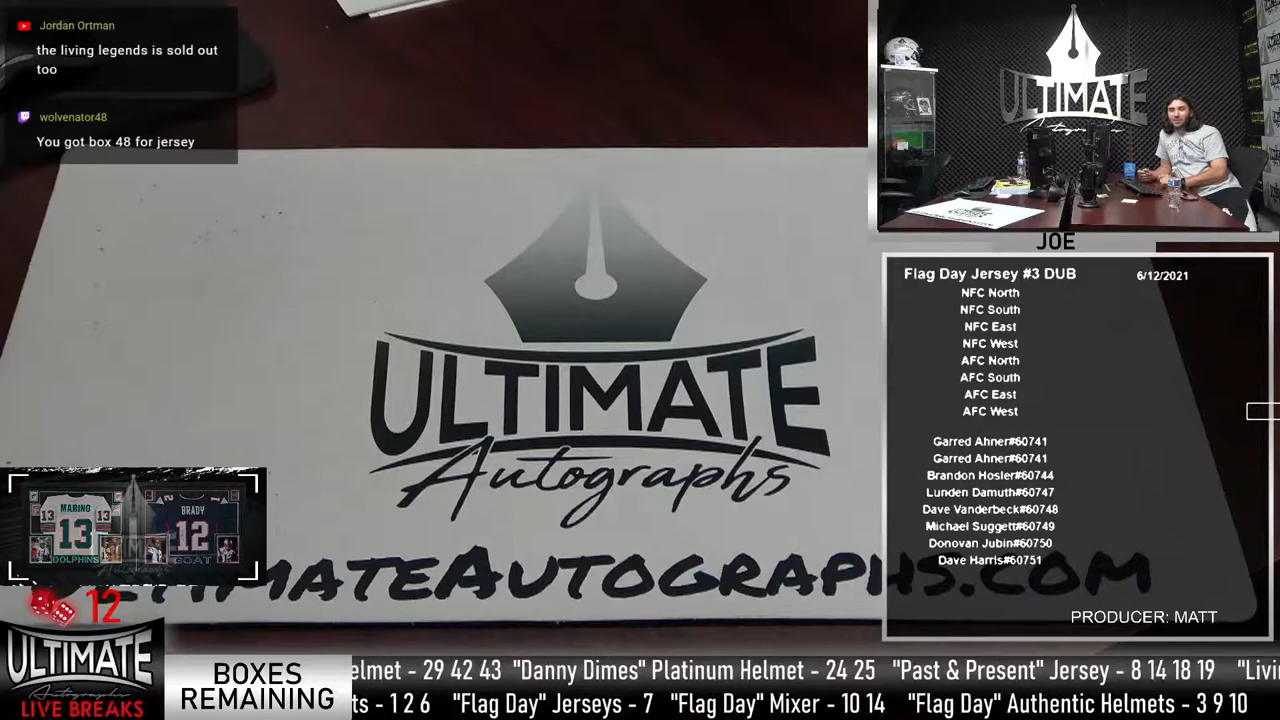 Jordan Ortman
the living legends is sold out
too
wolvenator48
You got box 48 for jersey
ULTIMATE
Autographs
ULTIMATE
Autographs
JOE
Flag Day Jersey #3 DUB
6/12/2021
NFC North
NFC South
NFC East
NFC West
AFC North
AFC South
AFC East
AFC West
Garred Ahner#60741
Garred Ahner#60741
Brandon Hosler#60744
Lunden Damuth#60747
Dave Vanderbeck#60748
Michael Suggett#60749
Donovan Jubin#60750
Dave Harris#60751
PRODUCER: MATT
MARINO
13 13
13
DOLPHINS
BRADY
12
GOAT
IMATEAUTOGRAPHS.COM
12
ULTIMATE
Autographs
LIVE BREAKS
BOXES
REMAINING
elmet - 29 42 43 "Danny Dimes" Platinum Helmet - 24 25 "Past & Present" Jersey - 8 14 18 19 "Livi
ts - 1 2 6 "Flag Day" Jerseys - 7 "Flag Day" Mixer - 10 14 "Flag Day" Authentic Helmets - 3 9 10